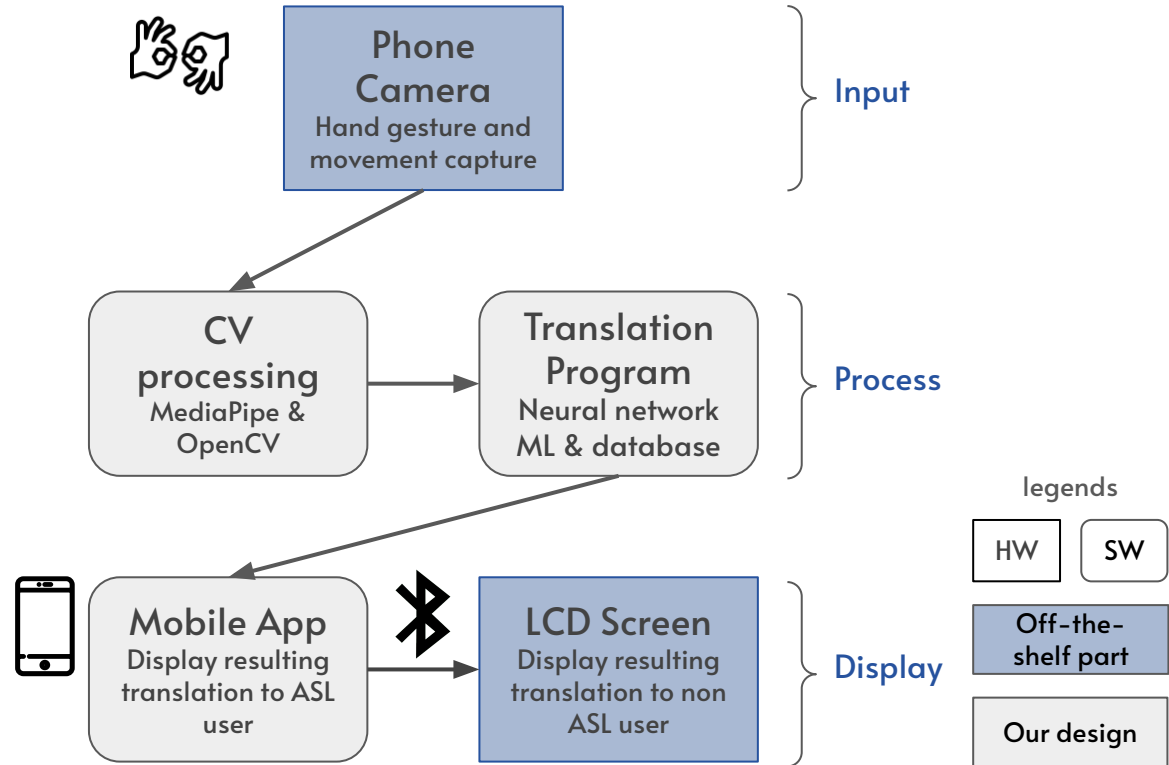 Phone
Camera
Hand gesture and
movement capture
Input
CV
processing
MediaPipe &
OpenCV
Translation
Program
Neural network
ML & database
Process
Mobile App
Display resulting
translation to ASL
user
LCD Screen
Display resulting
translation to non
ASL user
Display
legends
HW
SW
Off-the-
shelf part
Our design